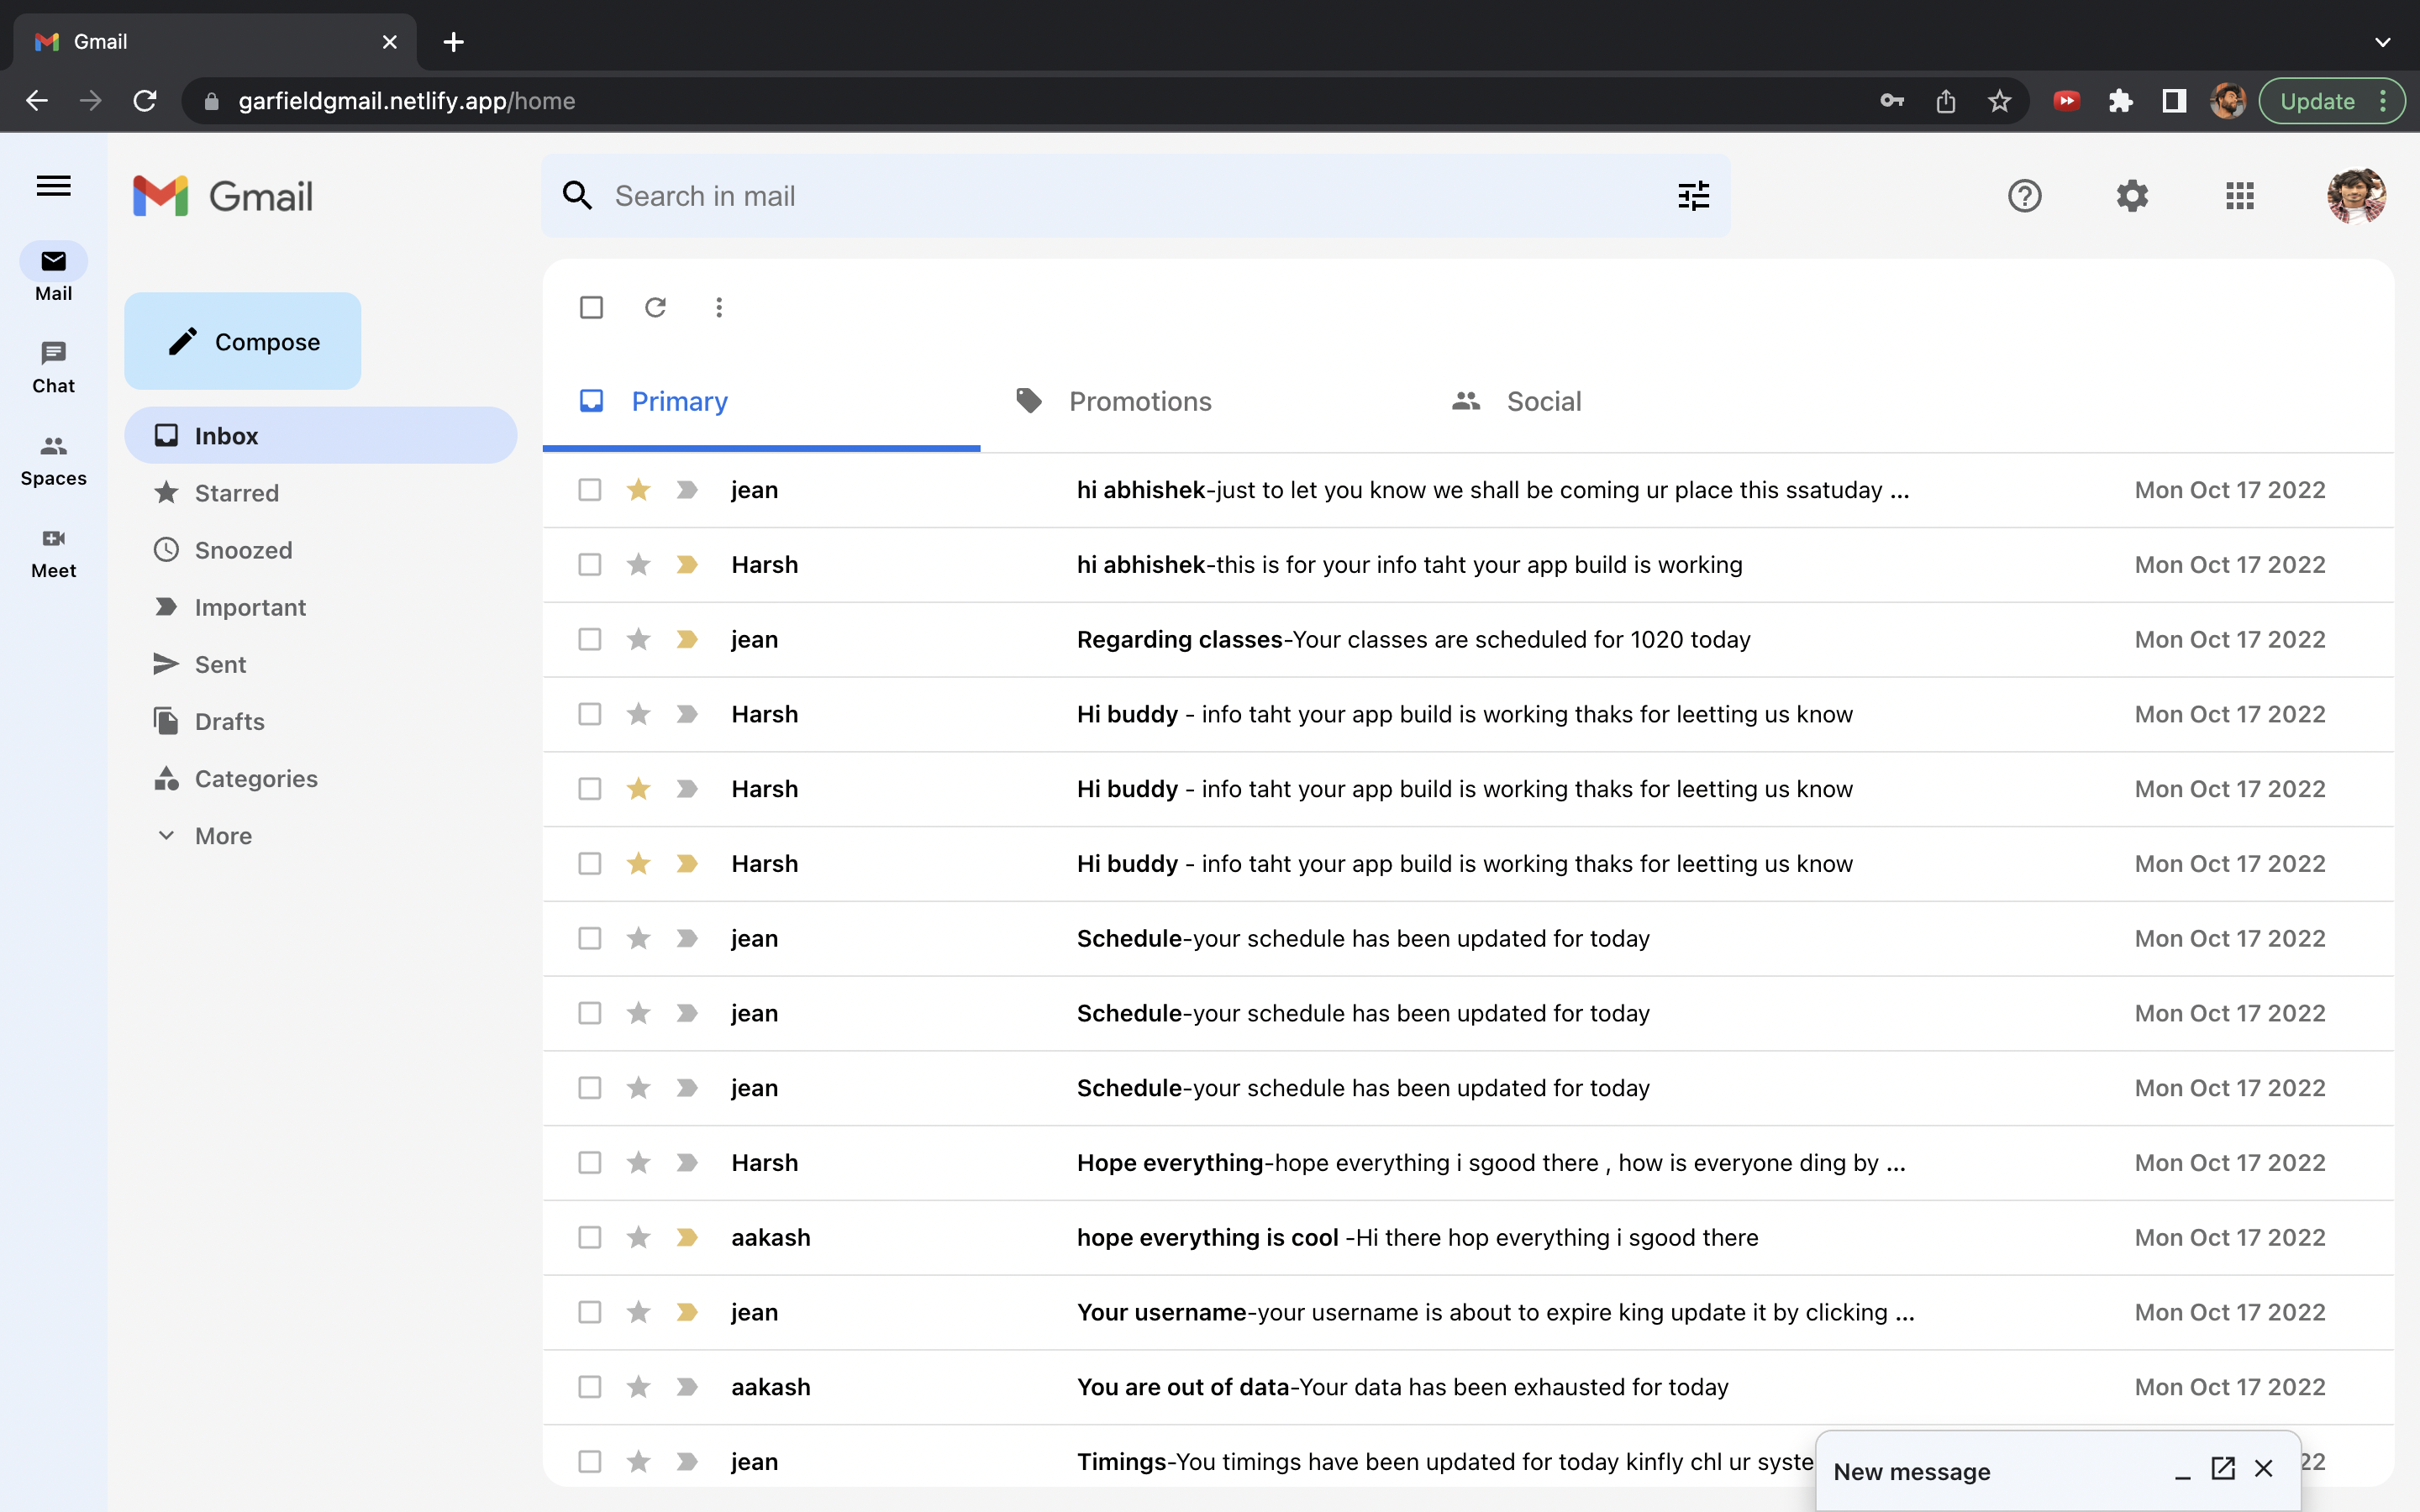 Gmail
garfieldgmail.netlify.app/home
Update
Gmail
Search in mail
Mail
Chat
Spaces
Meet
Compose
Inbox
Starred
Snoozed
Important
Sent
Drafts
Categories
More
Primary Promotions Social
jean hi abhishek-just to let you know we shall be coming ur place this ssatuday ... Mon Oct 17 2022
Harsh hi abhishek-this is for your info taht your app build is working Mon Oct 17 2022
jean Regarding classes-Your classes are scheduled for 1020 today Mon Oct 17 2022
Harsh Hi buddy - info taht your app build is working thaks for leetting us know Mon Oct 17 2022
Harsh Hi buddy - info taht your app build is working thaks for leetting us know Mon Oct 17 2022
Harsh Hi buddy - info taht your app build is working thaks for leetting us know Mon Oct 17 2022
jean Schedule-your schedule has been updated for today Mon Oct 17 2022
jean Schedule-your schedule has been updated for today Mon Oct 17 2022
jean Schedule-your schedule has been updated for today Mon Oct 17 2022
Harsh Hope everything-hope everything i sgood there , how is everyone ding by ... Mon Oct 17 2022
aakash hope everything is cool -Hi there hop everything i sgood there Mon Oct 17 2022
jean Your username-your username is about to expire king update it by clicking ... Mon Oct 17 2022
aakash You are out of data-Your data has been exhausted for today Mon Oct 17 2022
jean Timings-You timings have been updated for today kinfly chl ur syste 22
New message